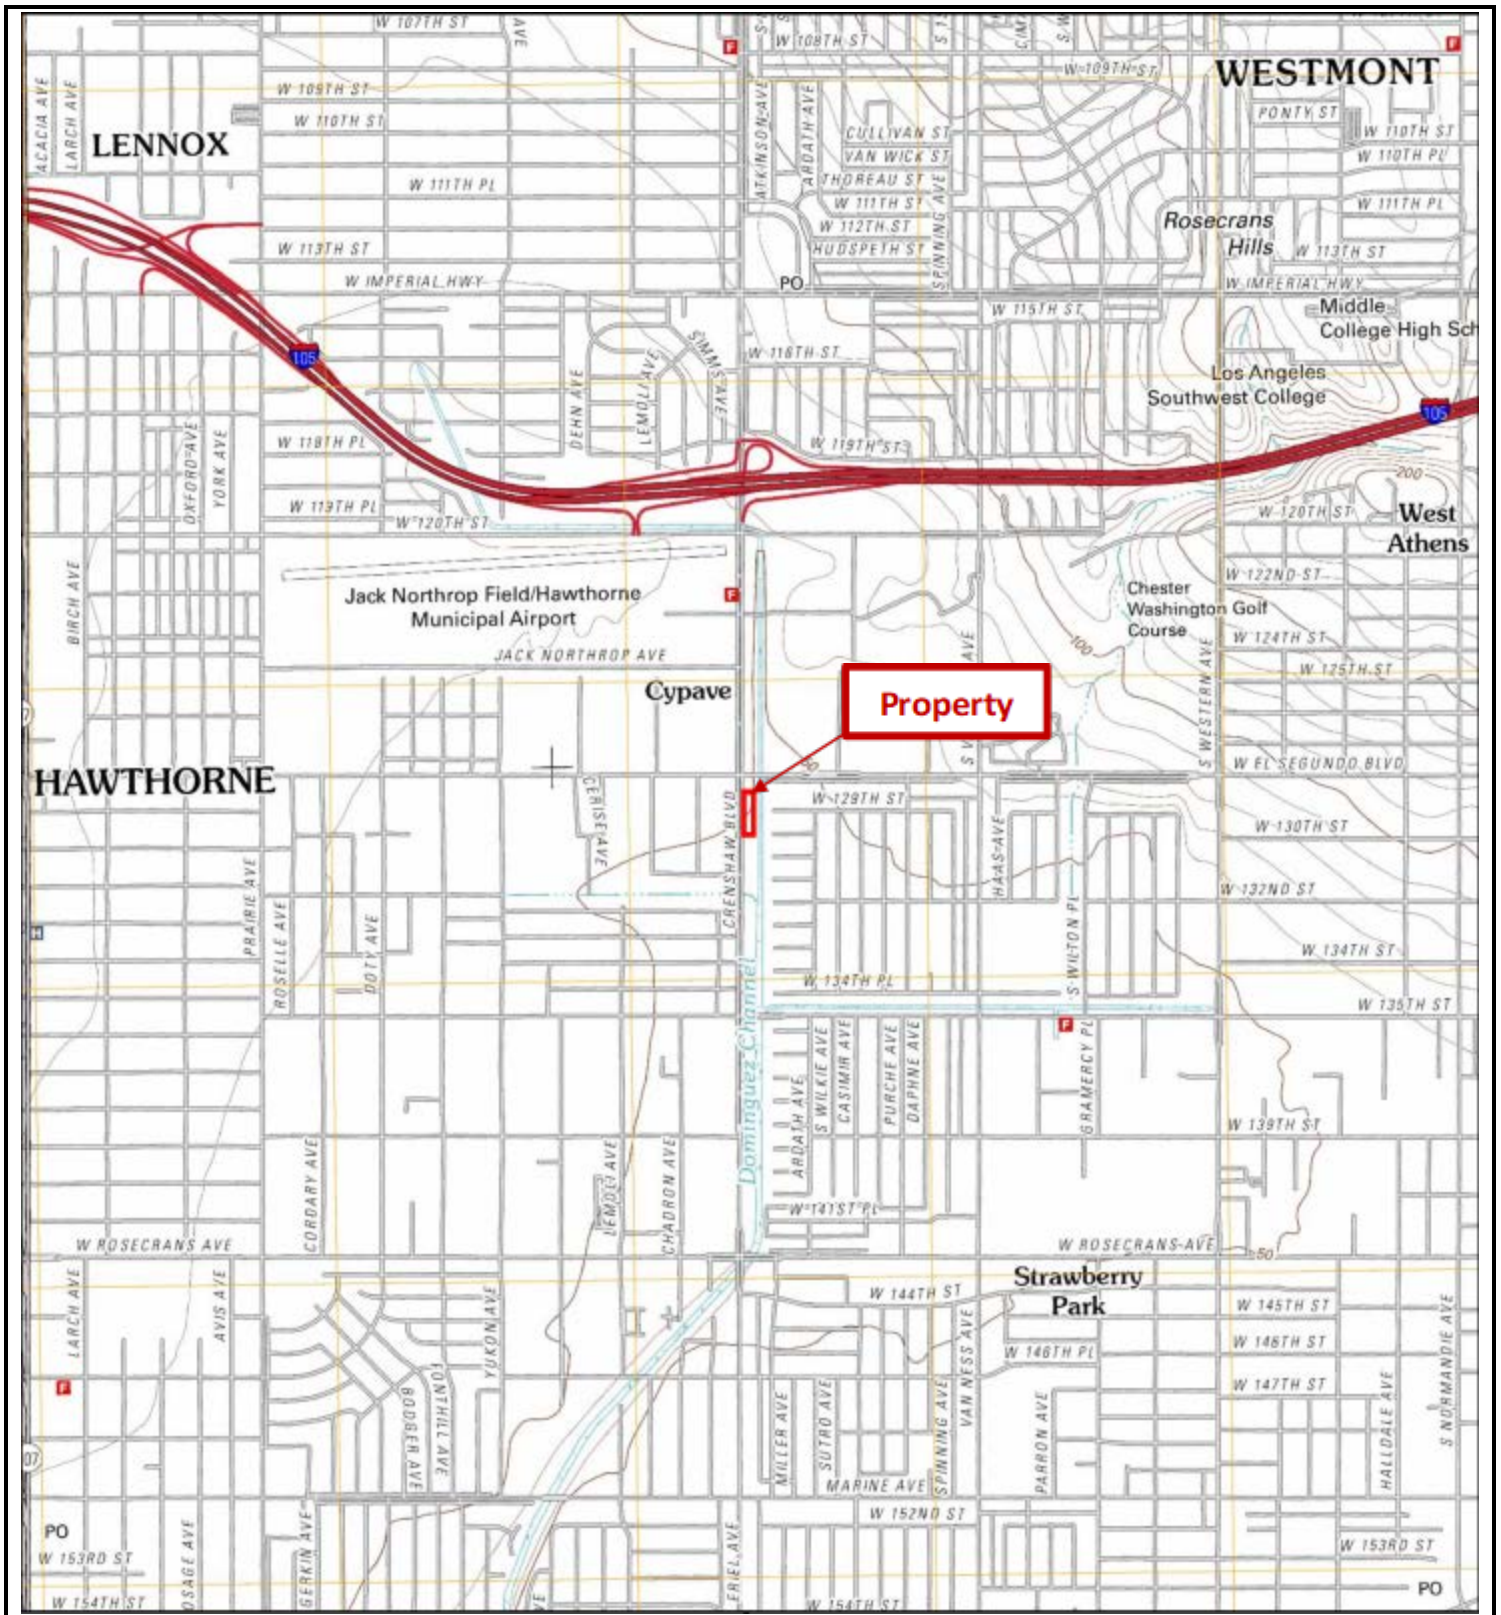 W 107TH ST
AVE
W 108TH ST
W 109TH ST
WESTMONT
ACACIA AVE
LARCH AVE
W 109TH ST
W 110TH ST
LENNOX
ATKINSON AVE
ARDATH AVE
CULLIVAN ST
VAN WICK ST
THOREAU ST
W 111TH ST
W 112TH ST
HUDSPETH ST
SPINNING AVE
PONTY ST
W 110TH ST
W 110TH PL
W 111TH PL
W 111TH PL
Rosecrans
Hills
W 113TH ST
W 113TH ST
W IMPERIAL HWY
PO
W IMPERIAL HWY
W 115TH ST
Middle
College High Sch
105
SIMMS AVE
W 116TH ST
LEMOLI AVE
DEHN AVE
Los Angeles
Southwest College
105
OXFORD AVE
YORK AVE
W 118TH PL
W 119TH ST
200
W 119TH PL
W 120TH ST
W 120TH ST
West
Athens
BIRCH AVE
Jack Northrop Field/Hawthorne
Municipal Airport
F
Chester
Washington Golf
Course
W 122ND ST
W 124TH ST
W 125TH ST
JACK NORTHROP AVE
100
S WESTERN AVE
Cypave
Property
HAWTHORNE
W EL SEGUNDO BLVD
CERISE AVE
CRENSHAW BLVD
W 129TH ST
W 130TH ST
HAAS AVE
PRAIRIE AVE
W 132ND ST
ROSELLE AVE
DOTY AVE
H
S WILTON PL
W 134TH ST
W 134TH PL
W 135TH ST
Dominguez Channel
F
S WILKIE AVE
CASIMIR AVE
PURCHE AVE
DAPHNE AVE
GRAMERCY PL
ARDATH AVE
W 139TH ST
CORDARY AVE
LEMOLI AVE
CHADRON AVE
W 141ST PL
W ROSECRANS AVE
W ROSECRANS AVE
50
Strawberry
Park
LARCH AVE
AVIS AVE
YUKON AVE
W 144TH ST
W 145TH ST
W 146TH ST
W 146TH PL
VAN NESS AVE
W 147TH ST
F
BODGER AVE
FONTHILL AVE
MILLER AVE
SUTRO AVE
SPINNING AVE
PARRON AVE
HALLDALE AVE
S NORMANDIE AVE
MARINE AVE
W 152ND ST
PO
W 153RD ST
W 153RD ST
OSAGE AVE
GERKIN AVE
PO
W 154TH ST
W 154TH ST